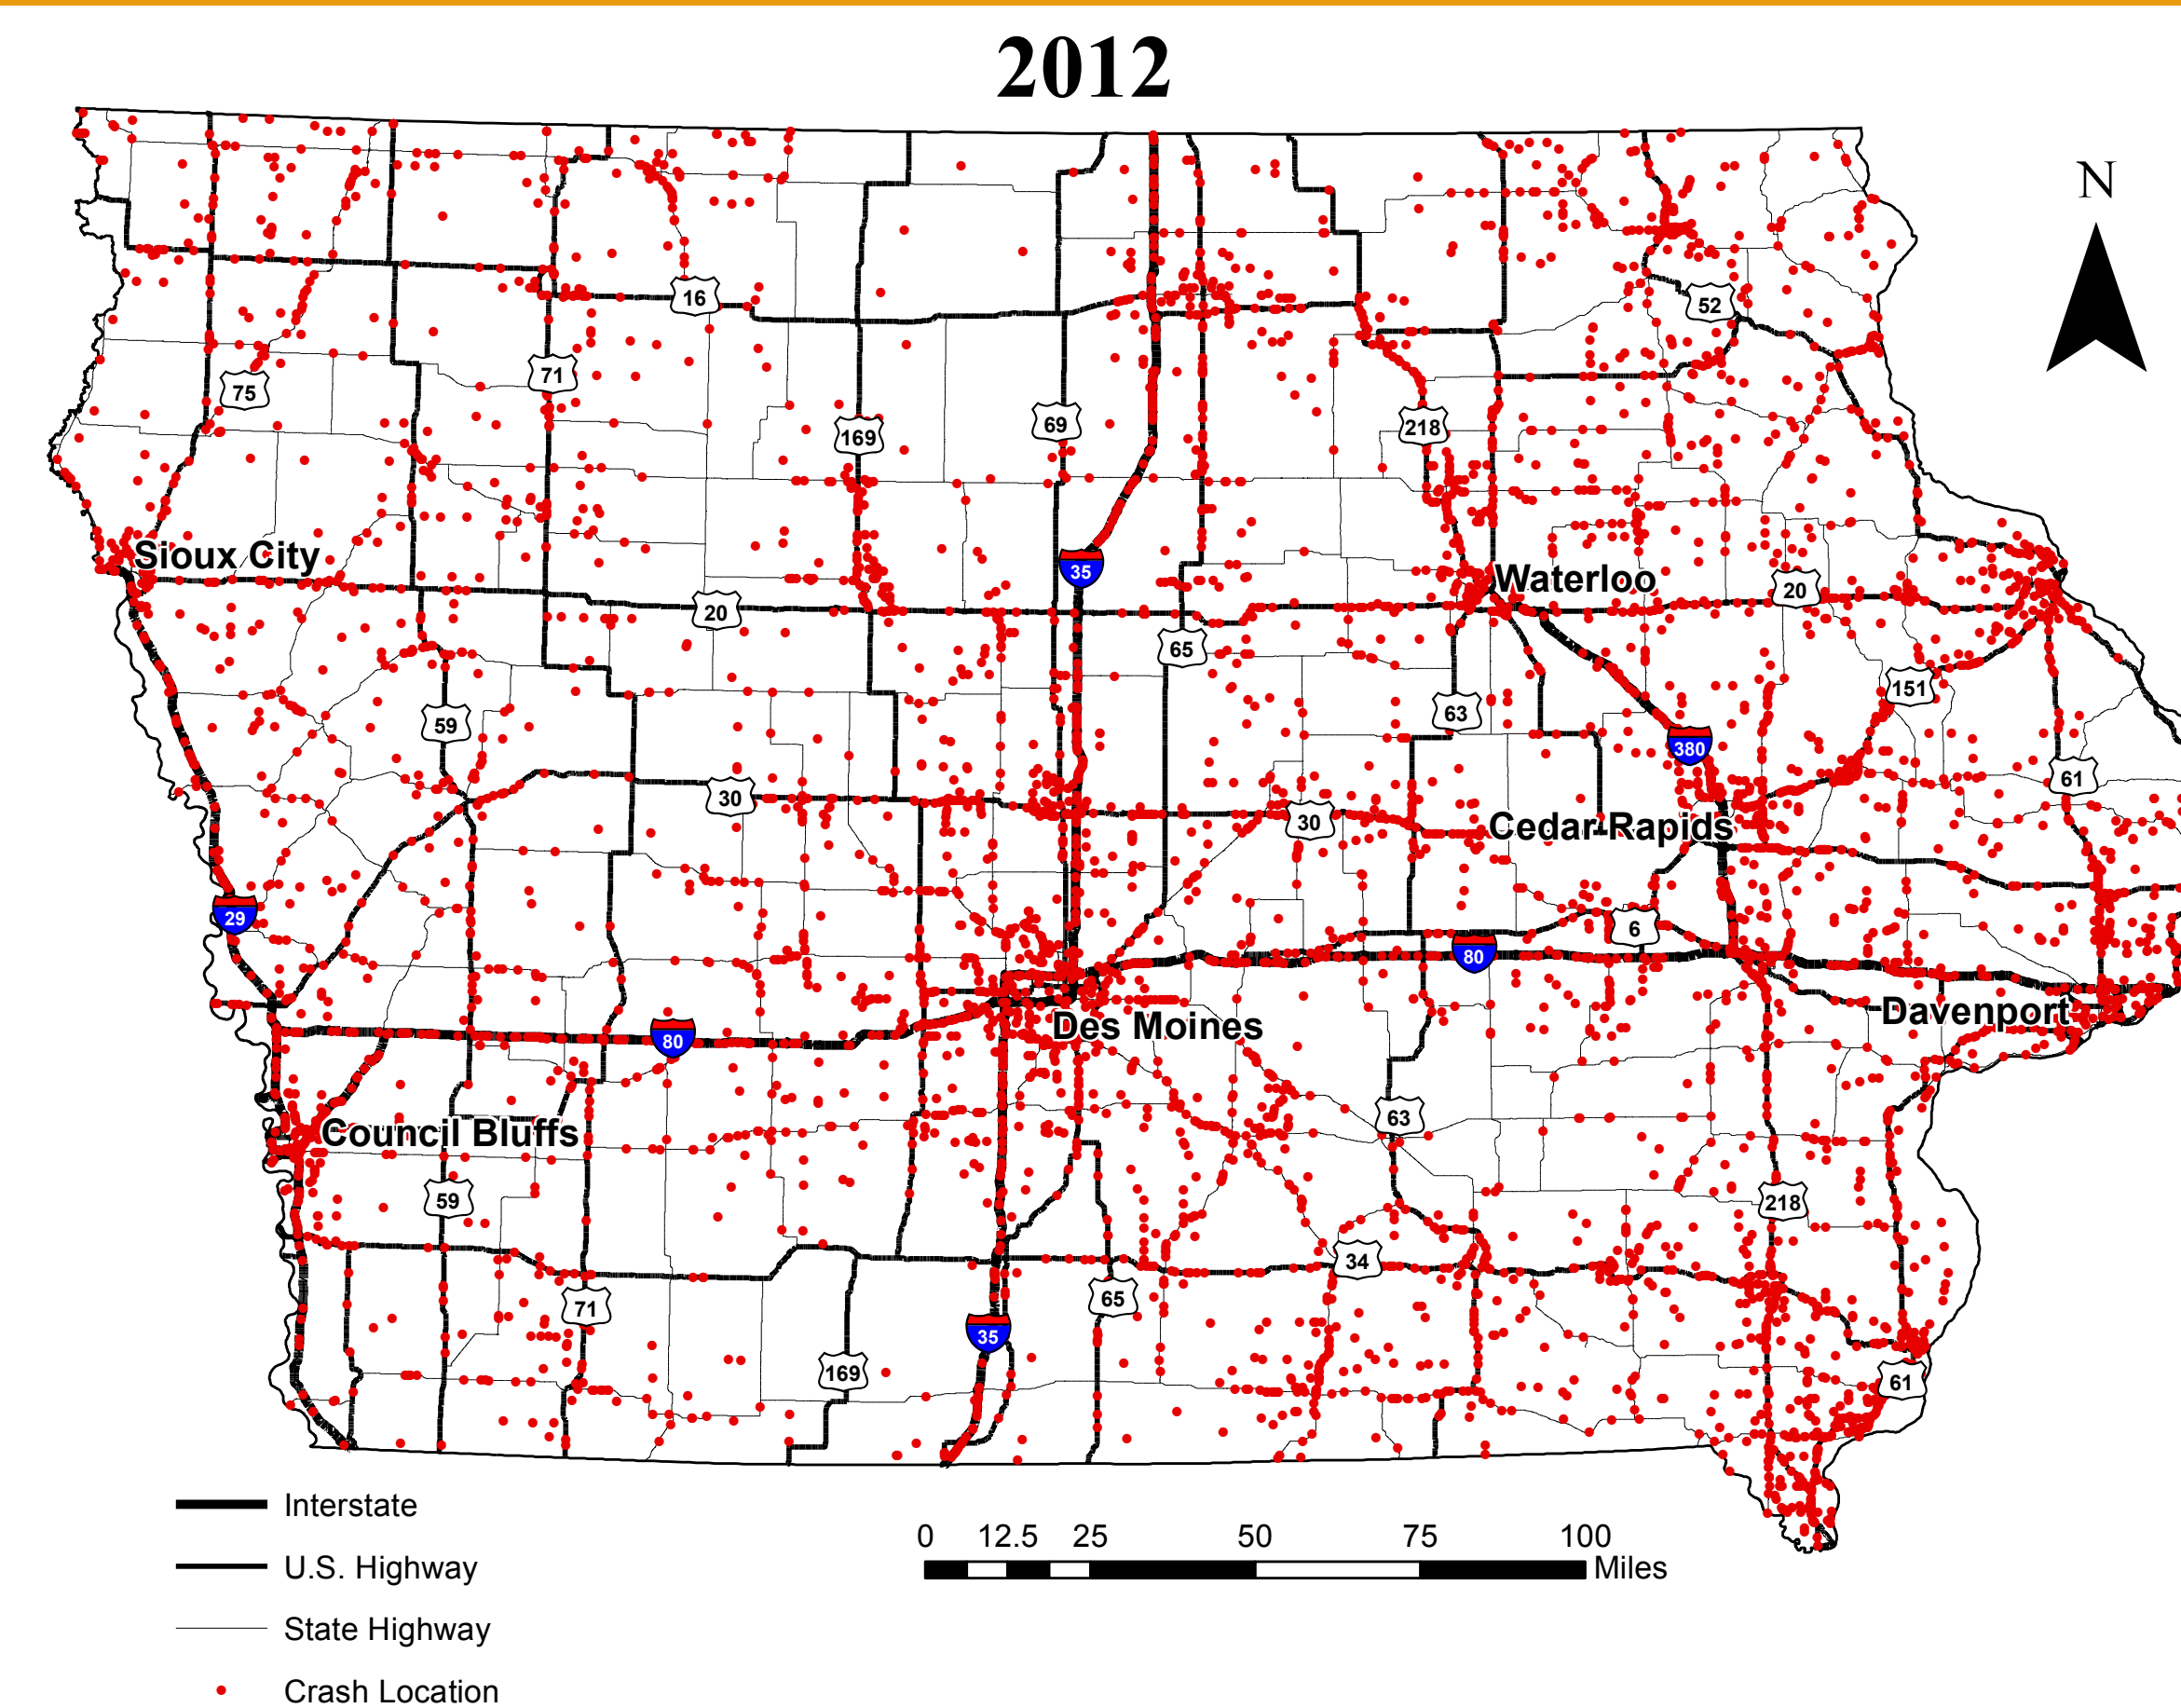 2012
N
16
52
75
71
169
69
218
Sioux City
35
Waterloo
20
20
65
151
59
63
380
61
30
30
Cedar Rapids
29
6
80
Davenport
Des Moines
80
63
Council Bluffs
59
218
34
71
65
35
169
61
Interstate
0 12.5 25 50 75 100
Miles
U.S. Highway
State Highway
Crash Location